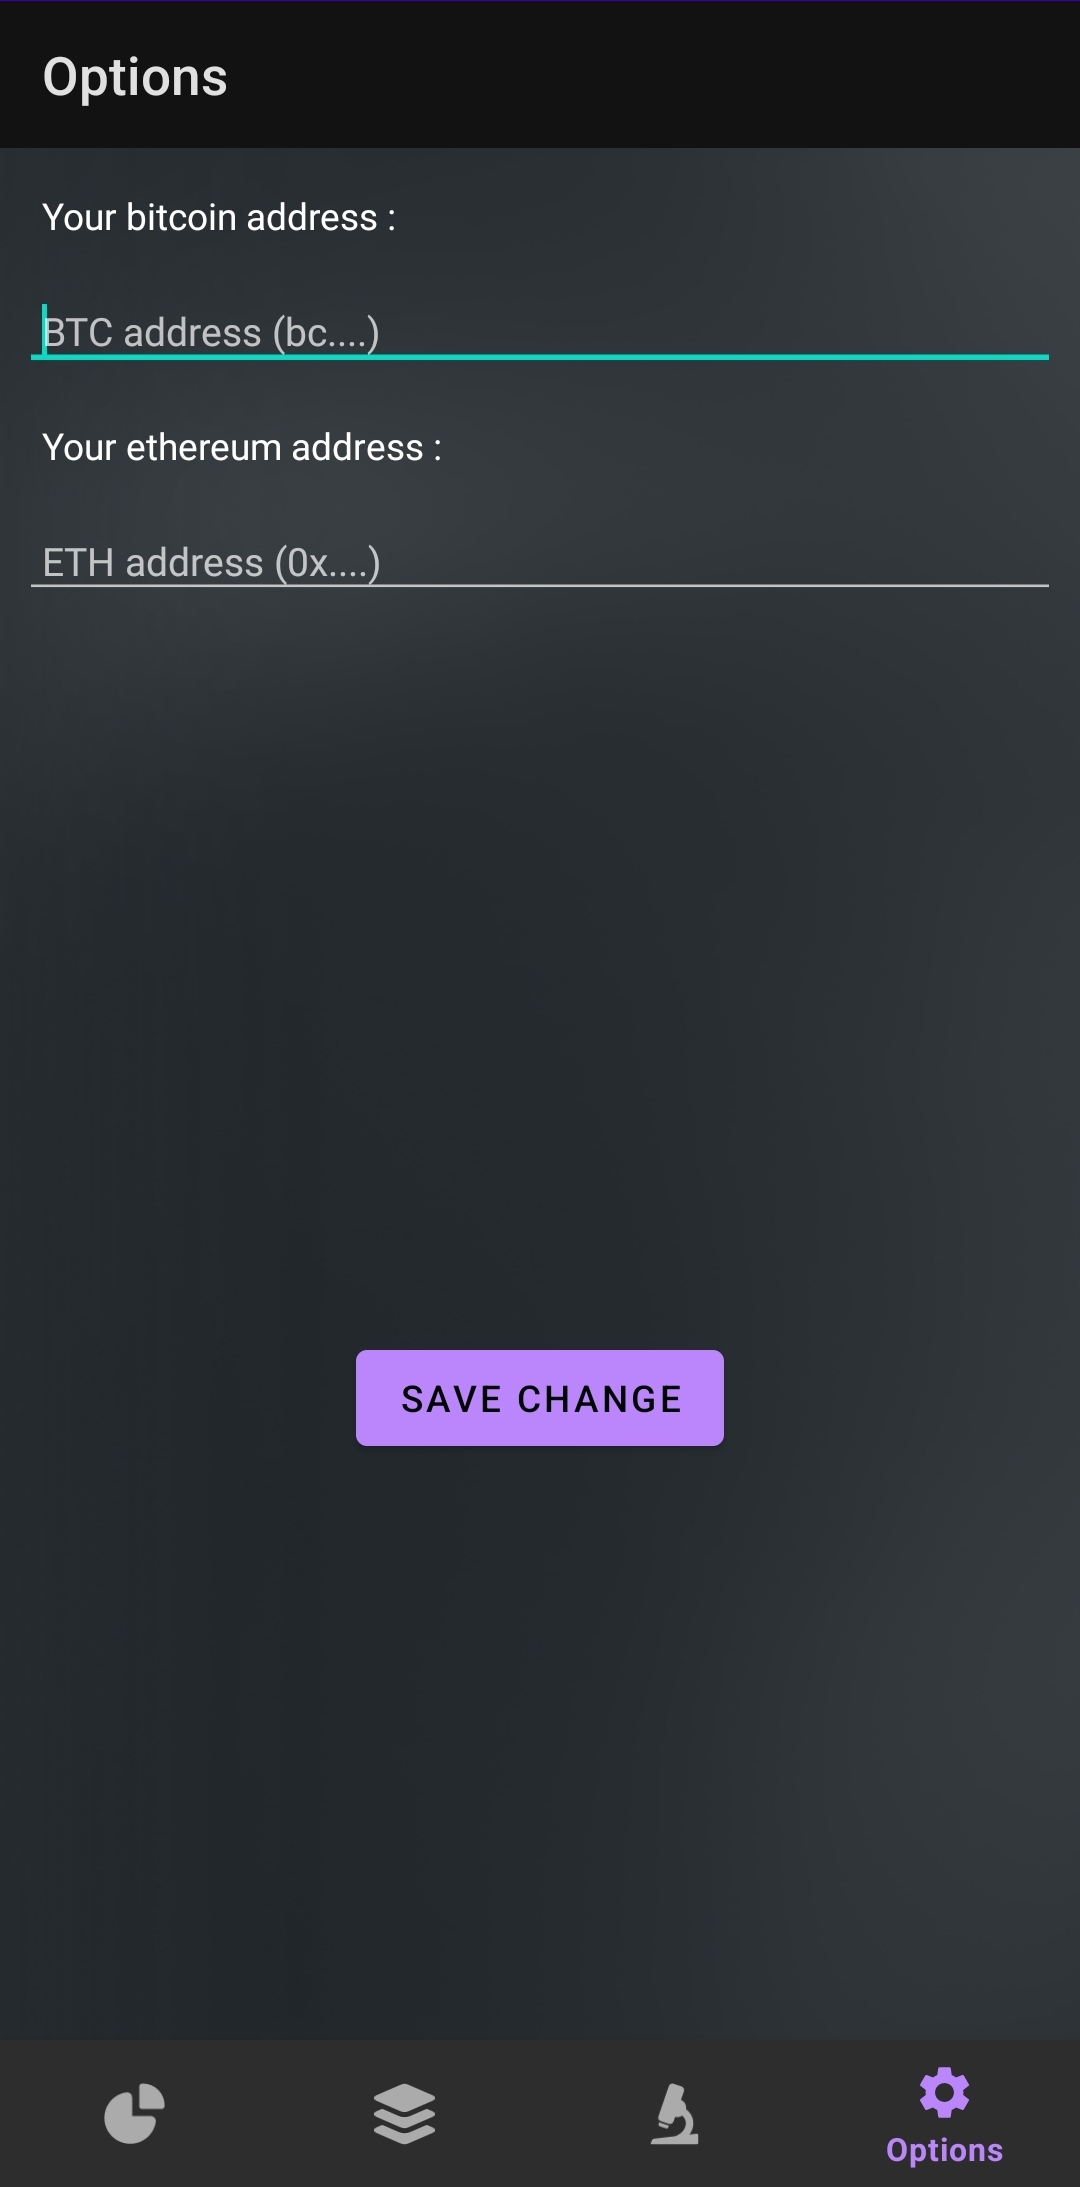 Options
Your bitcoin address :
BTC address (bc....)
Your ethereum address :
ETH address (0x....)
SAVE CHANGE
Options